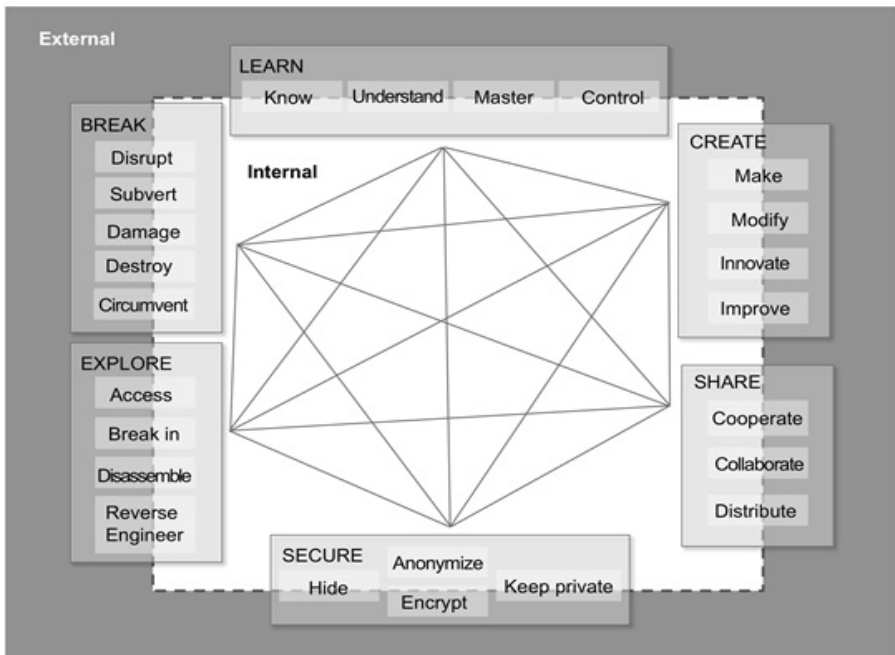 External
LEARN
Know
Understand
Master
Control
BREAK
Disrupt
Subvert
Damage
Destroy
Circumvent
Internal
CREATE
Make
Modify
Innovate
Improve
EXPLORE
Access
Break in
Disassemble
Reverse
Engineer
SHARE
Cooperate
Collaborate
Distribute
SECURE
Hide
Anonymize
Encrypt
Keep private